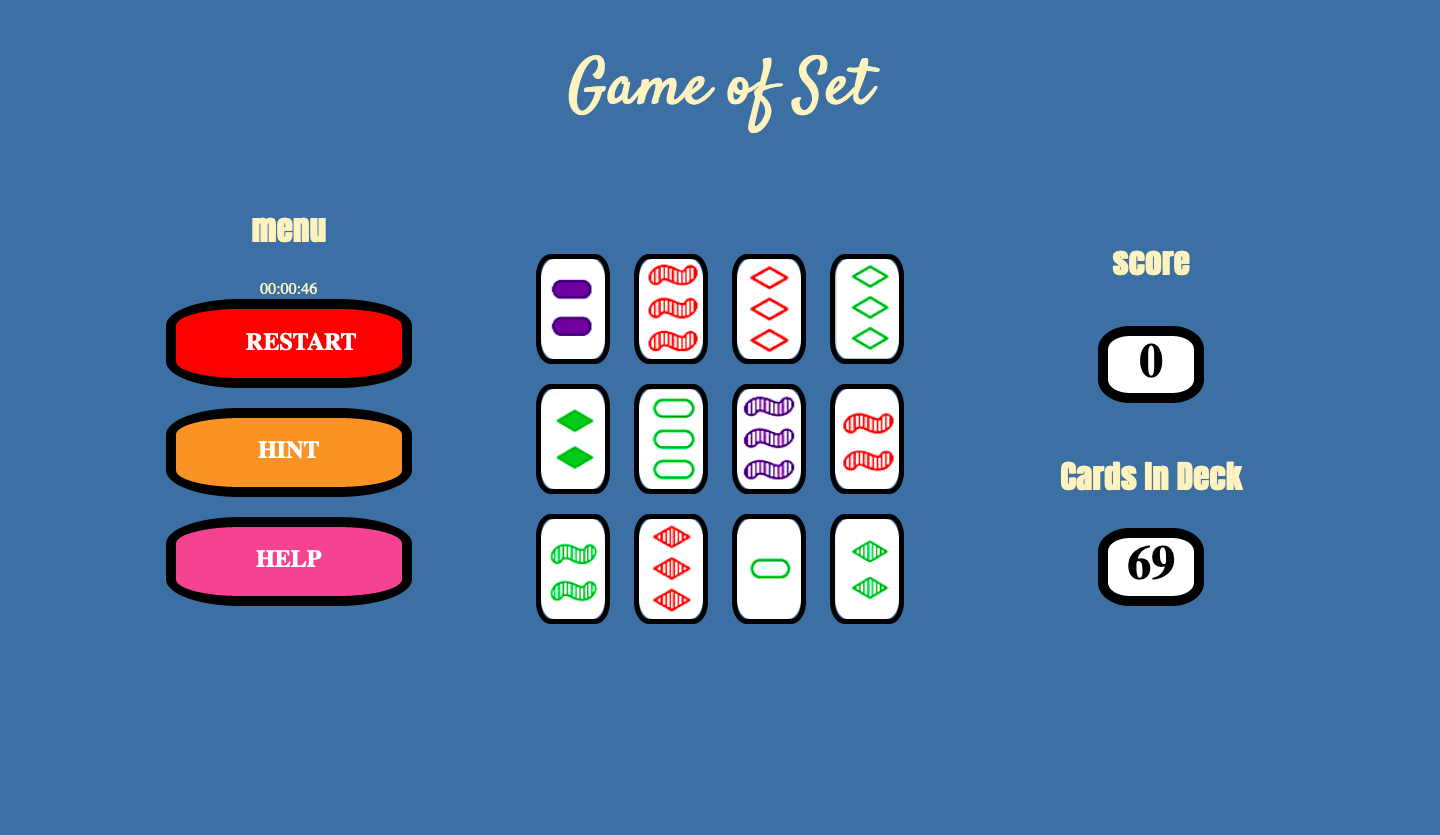 Game of Set
menu
00:00:46
RESTART
HINT
HELP
score
0
Cards In Deck
69